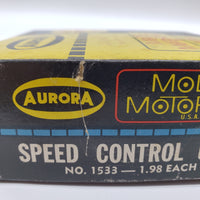 AURORA
MOD
MOTOR
U.S.A.
SPEED CONTROL
NO. 1533 — 1.98 EACH